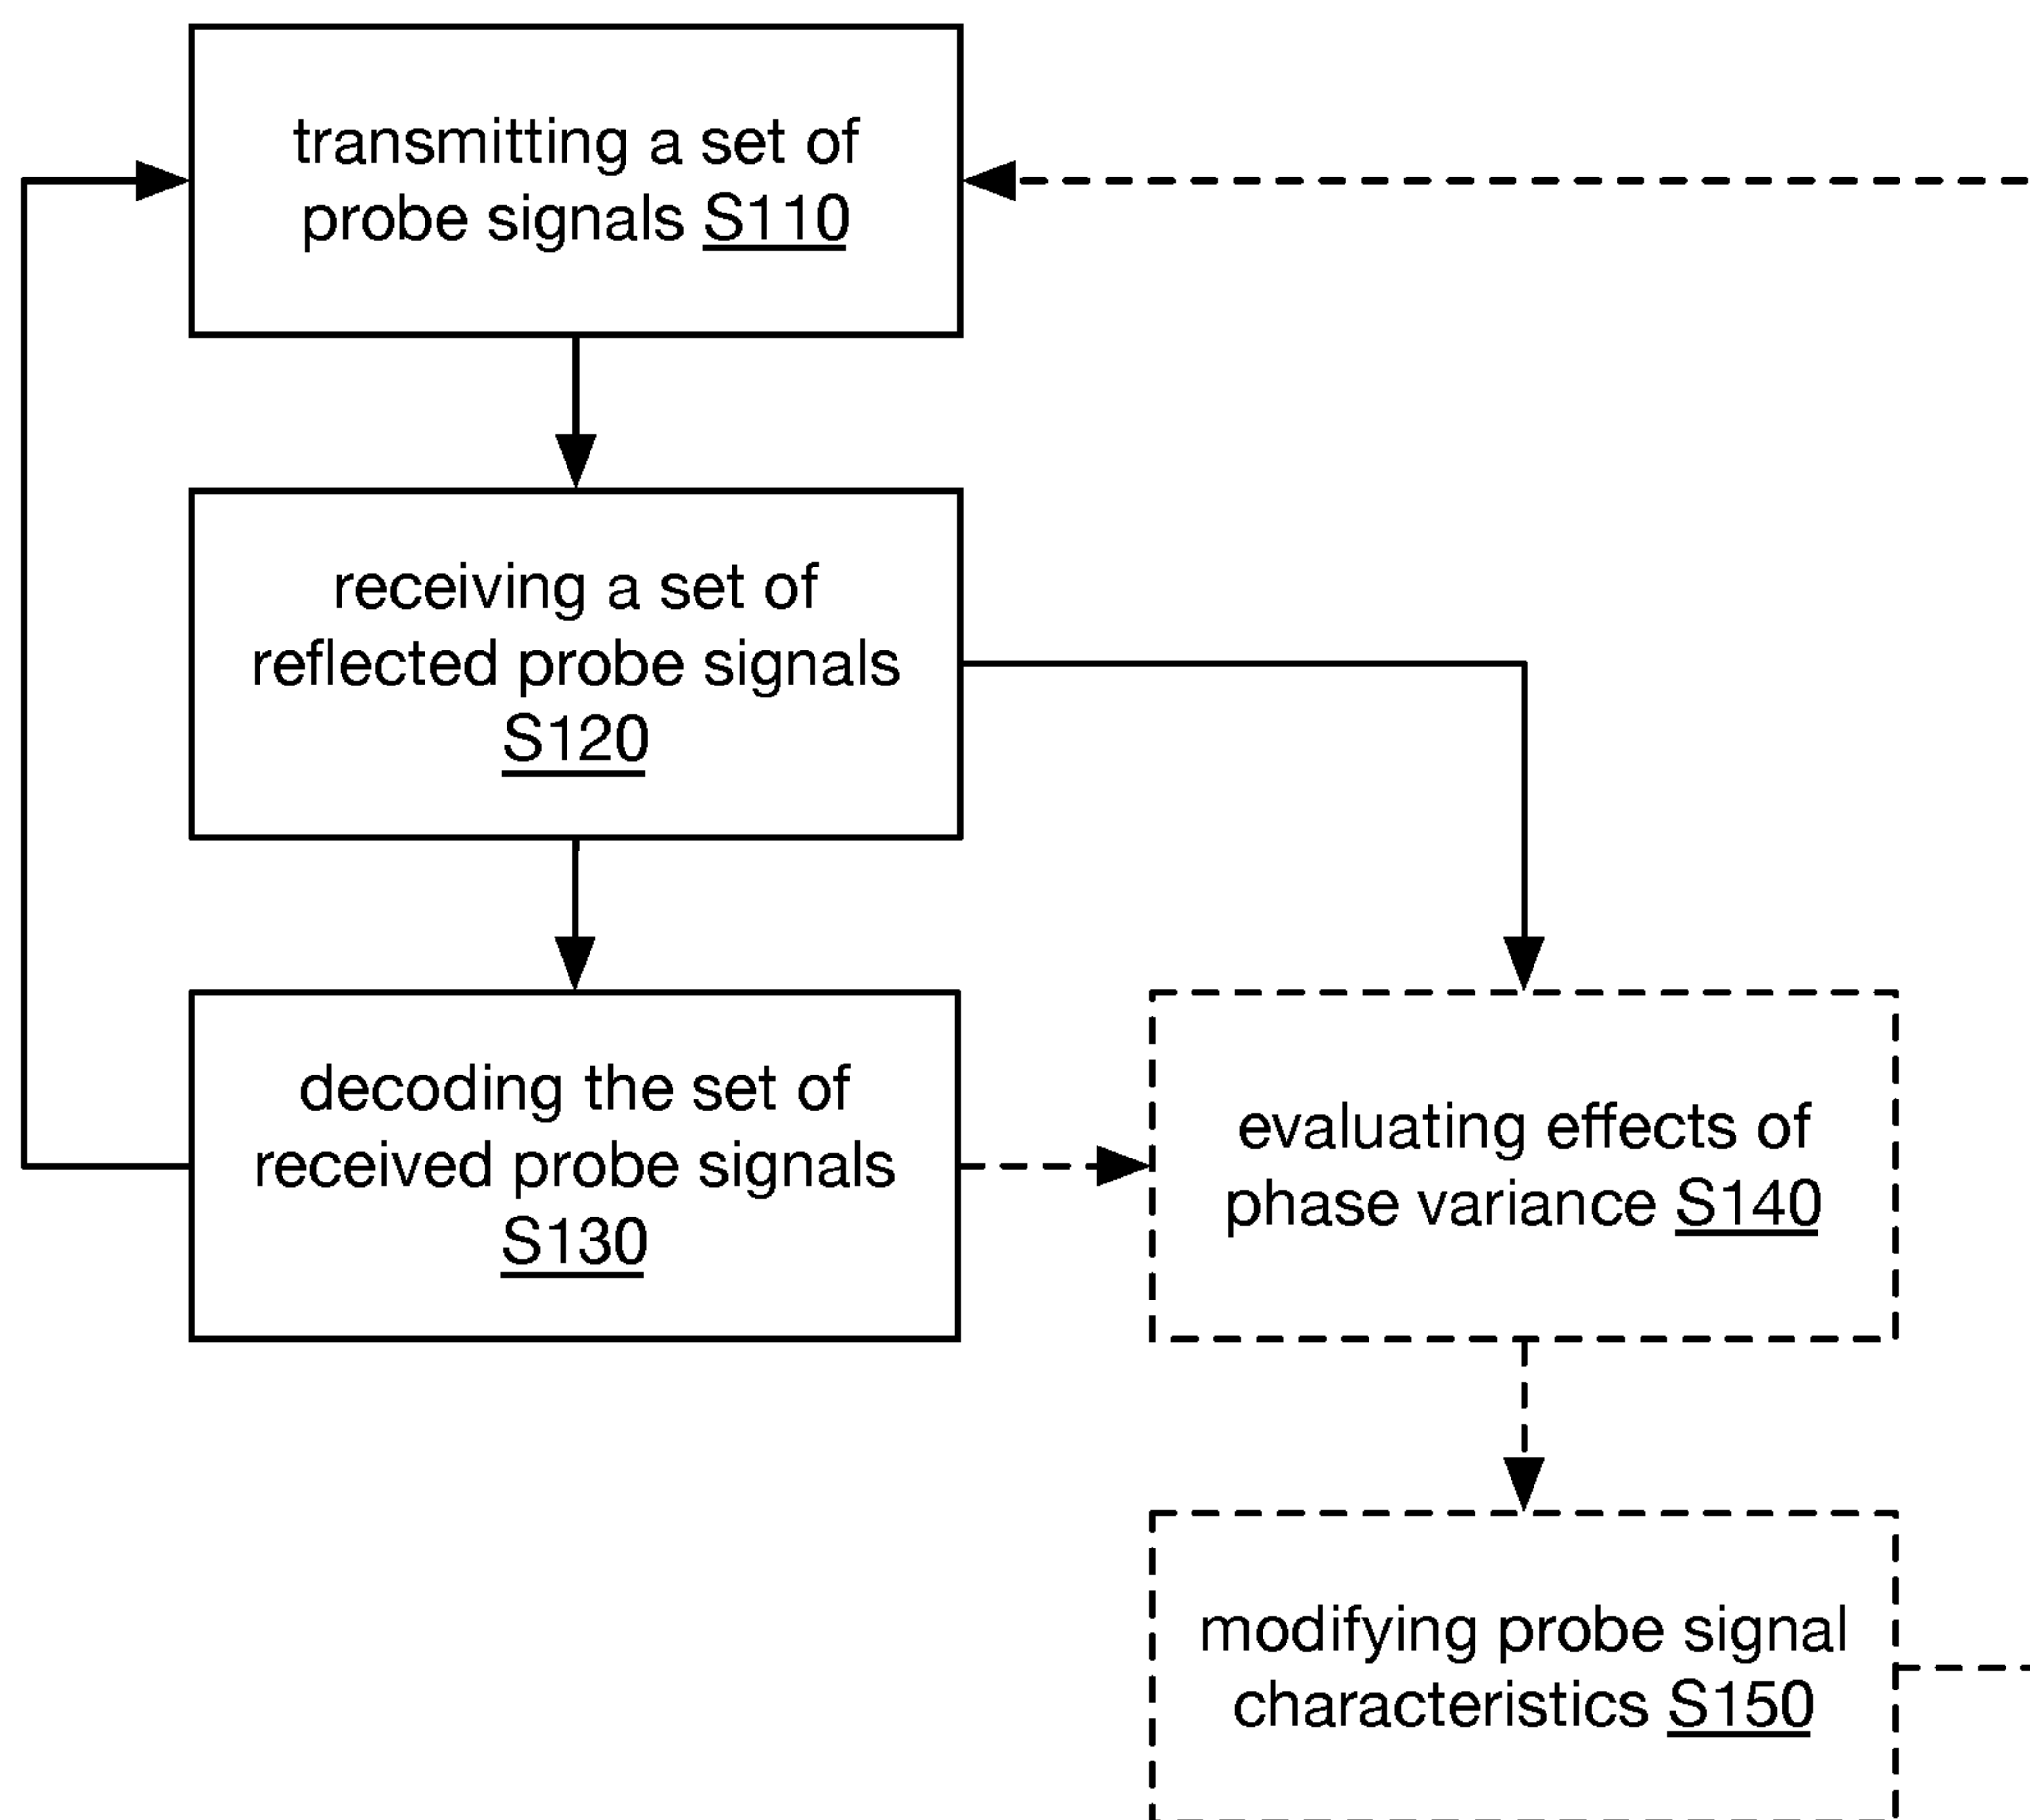 transmitting a set of
probe signals S110
receiving a set of
reflected probe signals
S120
decoding the set of
received probe signals
S130
evaluating effects of
phase variance S140
modifying probe signal
characteristics S150